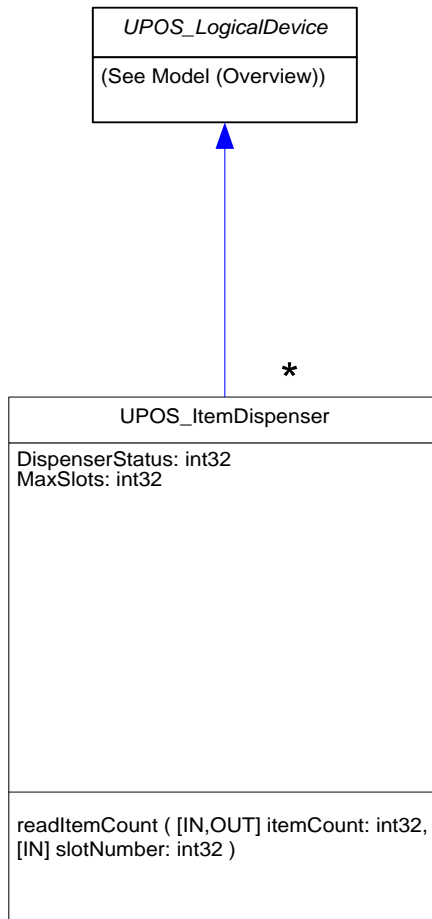 UPOS_LogicalDevice
(See Model (Overview))
*
UPOS_ItemDispenser
DispenserStatus: int32
MaxSlots: int32
readItemCount ( [IN,OUT] itemCount: int32,
[IN] slotNumber: int32 )